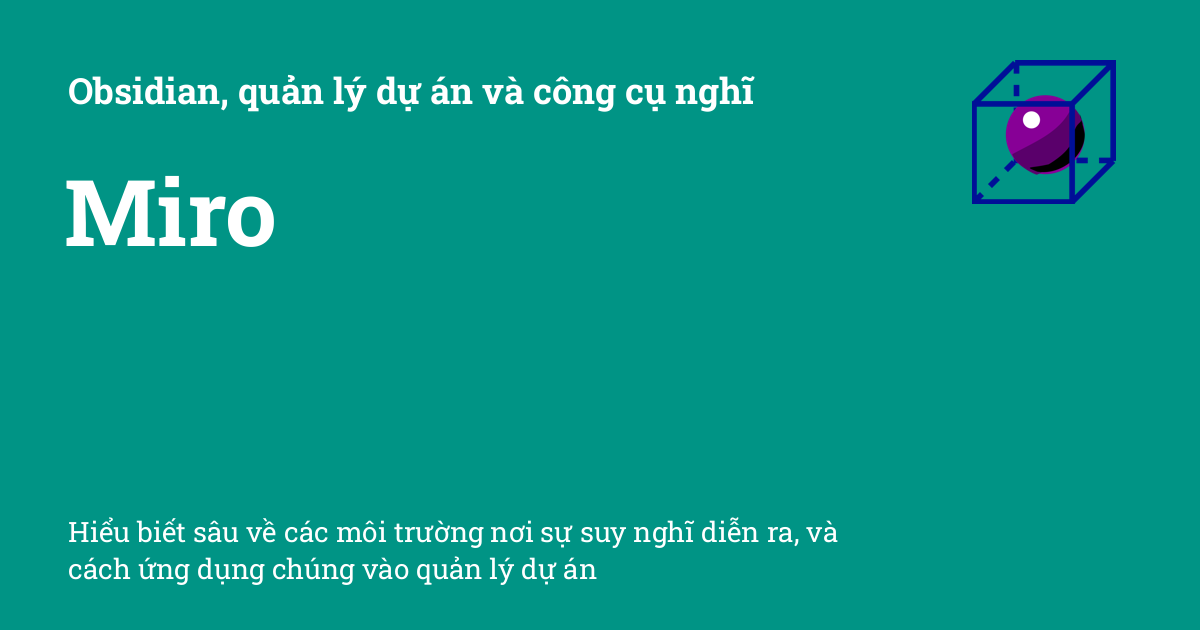 Obsidian, quản lý dự án và công cụ nghĩ
Miro
Hiểu biết sâu về các môi trường nơi sự suy nghĩ diễn ra, và
cách ứng dụng chúng vào quản lý dự án